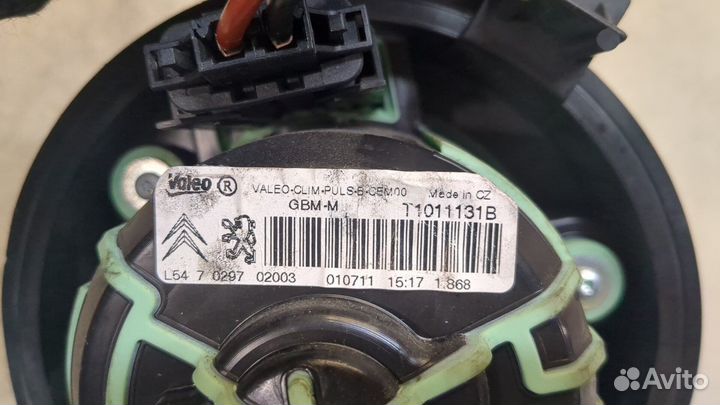 Valeo ® VALEO-CLIM-PULS-B-CBM00 Made in CZ
GBM-M T1011131B
L54 7 0297 02003 010711 15:17 1.868
Avito